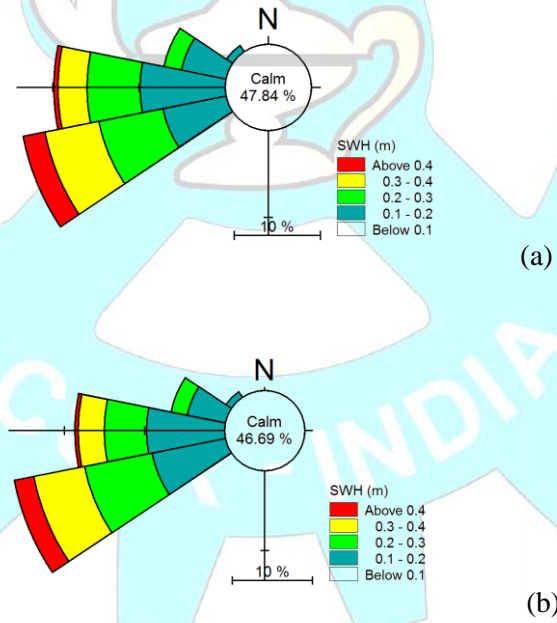 N
Calm
47.84 %
SWH (m)
Above 0.4
0.3 - 0.4
0.2 - 0.3
0.1 - 0.2
Below 0.1
10 %
(a)
N
Calm
46.69 %
SWH (m)
Above 0.4
0.3 - 0.4
0.2 - 0.3
0.1 - 0.2
Below 0.1
10 %
(b)
INDIA